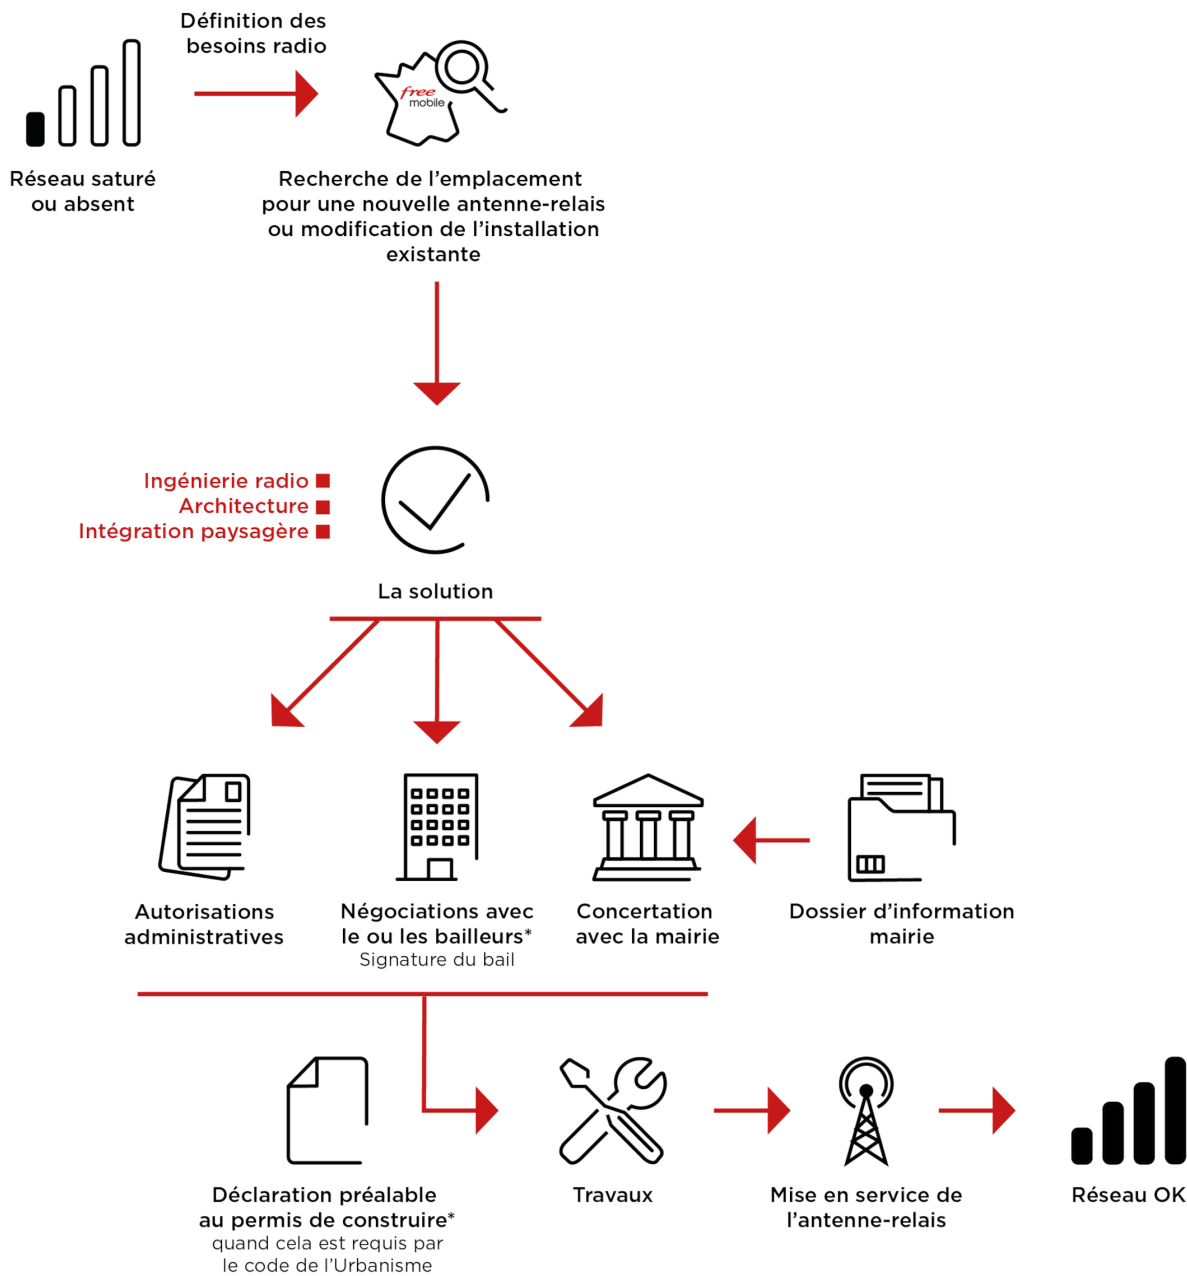 Définition des
besoins radio
free
mobile
Réseau saturé
ou absent
Recherche de l’emplacement
pour une nouvelle antenne-relais
ou modification de l’installation
existante
Ingénierie radio
Architecture
Intégration paysagère
La solution
Autorisations
administratives
Négociations avec
le ou les bailleurs*
Signature du bail
Concertation
avec la mairie
Dossier d’information
mairie
Déclaration préalable
au permis de construire*
quand cela est requis par
le code de l’Urbanisme
Travaux
Mise en service de
l’antenne-relais
Réseau OK